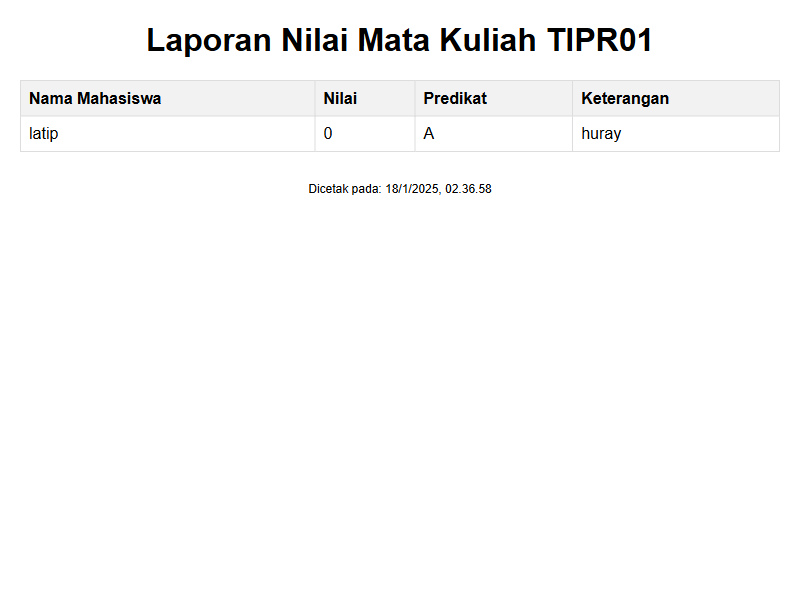 Laporan Nilai Mata Kuliah TIPR01
Nama Mahasiswa Nilai Predikat Keterangan
latip 0 A huray
Dicetak pada: 18/1/2025, 02.36.58